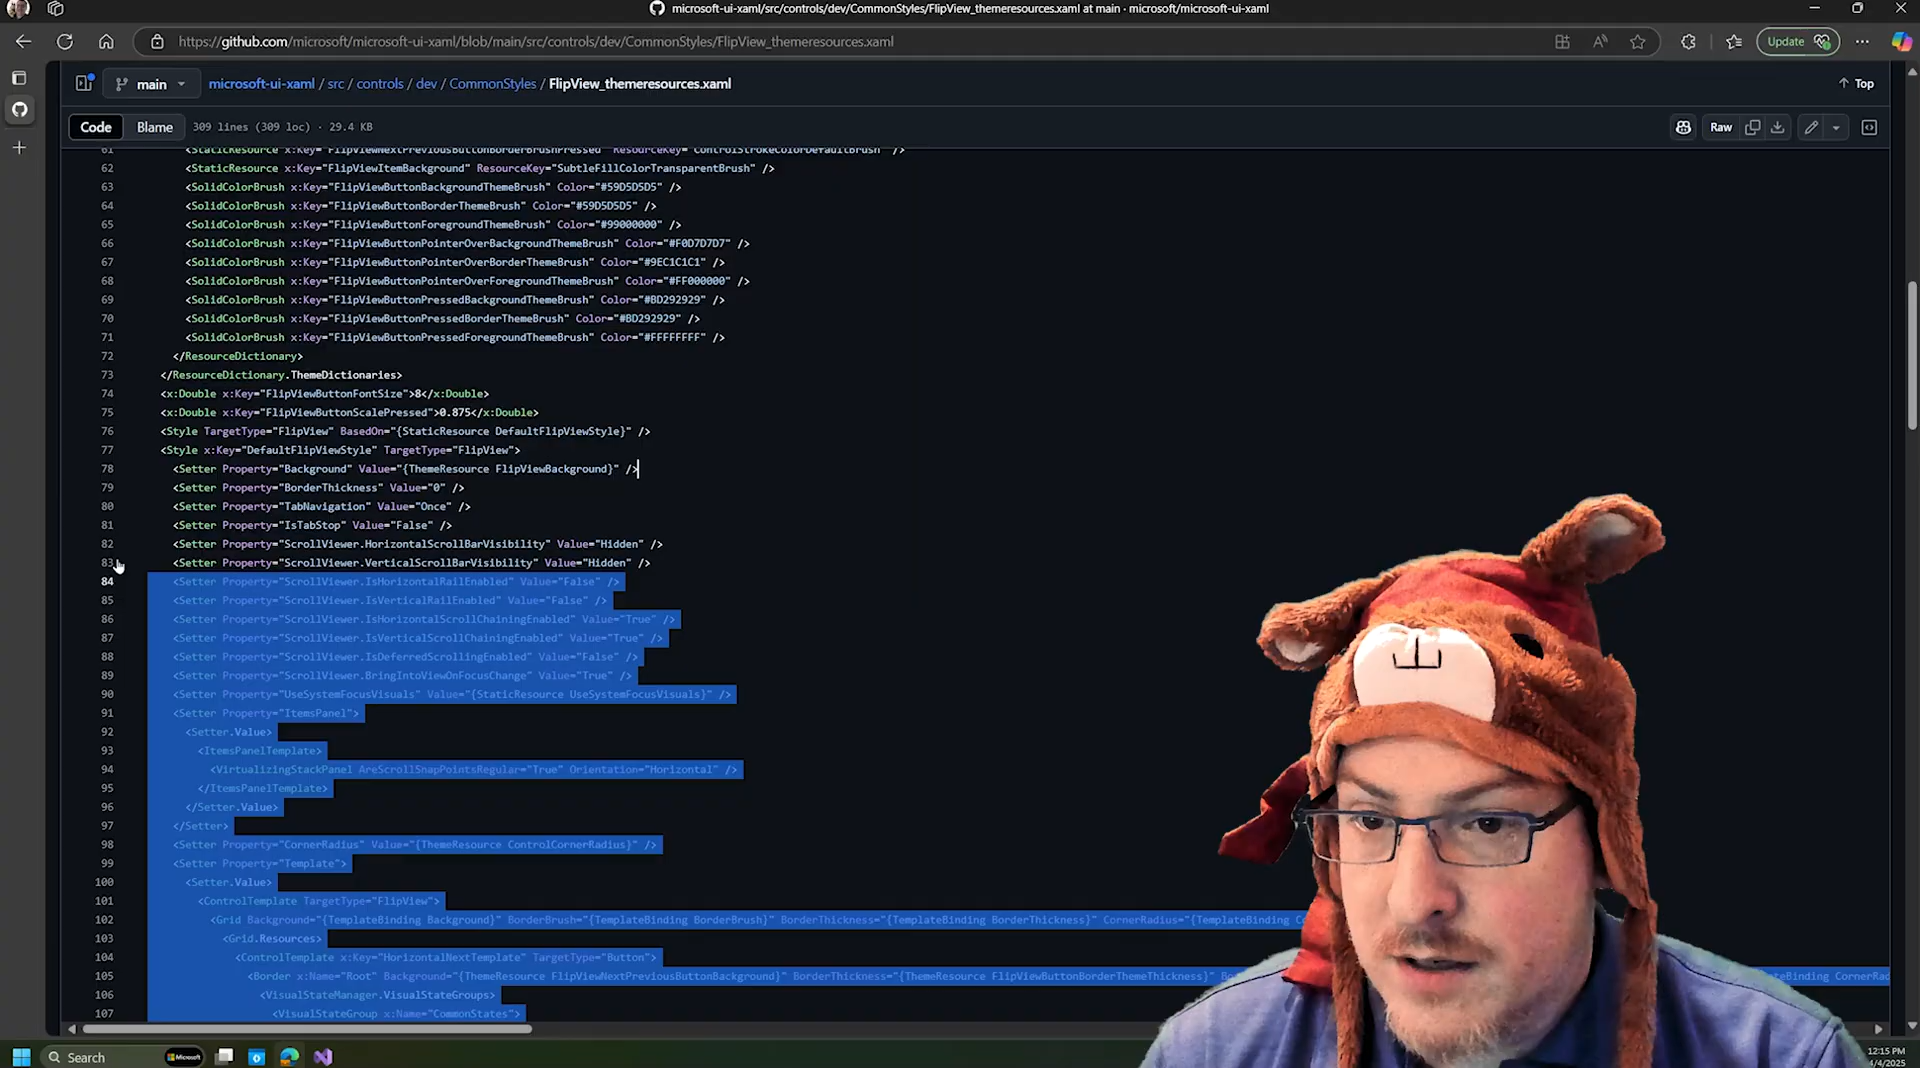 microsoft-ui-xaml/src/controls/dev/CommonStyles/FlipView_themeresources.xaml at main · microsoft/microsoft-ui-xaml
https://github.com/microsoft/microsoft-ui-xaml/blob/main/src/controls/dev/CommonStyles/FlipView_themeresources.xaml
Update
main
microsoft-ui-xaml / src / controls / dev / CommonStyles / FlipView_themeresources.xaml
Top
Code Blame 309 lines (309 loc) · 29.4 KB
Raw
61 <StaticResource x:Key="FlipViewNextPreviousButtonBorderBrushPressed" ResourceKey="ControlStrokeColorDefaultBrush" />
62 <StaticResource x:Key="FlipViewItemBackground" ResourceKey="SubtleFillColorTransparentBrush" />
63 <SolidColorBrush x:Key="FlipViewButtonBackgroundThemeBrush" Color="#59D5D5D5" />
64 <SolidColorBrush x:Key="FlipViewButtonBorderThemeBrush" Color="#59D5D5D5" />
65 <SolidColorBrush x:Key="FlipViewButtonForegroundThemeBrush" Color="#99000000" />
66 <SolidColorBrush x:Key="FlipViewButtonPointerOverBackgroundThemeBrush" Color="#F0D7D7D7" />
67 <SolidColorBrush x:Key="FlipViewButtonPointerOverBorderThemeBrush" Color="#9EC1C1C1" />
68 <SolidColorBrush x:Key="FlipViewButtonPointerOverForegroundThemeBrush" Color="#FF000000" />
69 <SolidColorBrush x:Key="FlipViewButtonPressedBackgroundThemeBrush" Color="#BD292929" />
70 <SolidColorBrush x:Key="FlipViewButtonPressedBorderThemeBrush" Color="#BD292929" />
71 <SolidColorBrush x:Key="FlipViewButtonPressedForegroundThemeBrush" Color="#FFFFFFFF" />
72 </ResourceDictionary>
73 </ResourceDictionary.ThemeDictionaries>
74 <x:Double x:Key="FlipViewButtonFontSize">8</x:Double>
75 <x:Double x:Key="FlipViewButtonScalePressed">0.875</x:Double>
76 <Style TargetType="FlipView" BasedOn="{StaticResource DefaultFlipViewStyle}" />
77 <Style x:Key="DefaultFlipViewStyle" TargetType="FlipView">
78 <Setter Property="Background" Value="{ThemeResource FlipViewBackground}" />
79 <Setter Property="BorderThickness" Value="0" />
80 <Setter Property="TabNavigation" Value="Once" />
81 <Setter Property="IsTabStop" Value="False" />
82 <Setter Property="ScrollViewer.HorizontalScrollBarVisibility" Value="Hidden" />
83 <Setter Property="ScrollViewer.VerticalScrollBarVisibility" Value="Hidden" />
84 <Setter Property="ScrollViewer.IsHorizontalRailEnabled" Value="False" />
85 <Setter Property="ScrollViewer.IsVerticalRailEnabled" Value="False" />
86 <Setter Property="ScrollViewer.IsHorizontalScrollChainingEnabled" Value="True" />
87 <Setter Property="ScrollViewer.IsVerticalScrollChainingEnabled" Value="True" />
88 <Setter Property="ScrollViewer.IsDeferredScrollingEnabled" Value="False" />
89 <Setter Property="ScrollViewer.BringIntoViewOnFocusChange" Value="True" />
90 <Setter Property="UseSystemFocusVisuals" Value="{StaticResource UseSystemFocusVisuals}" />
91 <Setter Property="ItemsPanel">
92 <Setter.Value>
93 <ItemsPanelTemplate>
94 <VirtualizingStackPanel AreScrollSnapPointsRegular="True" Orientation="Horizontal" />
95 </ItemsPanelTemplate>
96 </Setter.Value>
97 </Setter>
98 <Setter Property="CornerRadius" Value="{ThemeResource ControlCornerRadius}" />
99 <Setter Property="Template">
100 <Setter.Value>
101 <ControlTemplate TargetType="FlipView">
102 <Grid Background="{TemplateBinding Background}" BorderBrush="{TemplateBinding BorderBrush}" BorderThickness="{TemplateBinding BorderThickness}" CornerRadius="{TemplateBinding
103 <Grid.Resources>
104 <ControlTemplate x:Key="HorizontalNextTemplate" TargetType="Button">
105 <Border x:Name="Root" Background="{ThemeResource FlipViewNextPreviousButtonBackground}" BorderThickness="{ThemeResource FlipViewButtonBorderThemeThickness}"
106 <VisualStateManager.VisualStateGroups>
107 <VisualStateGroup x:Name="CommonStates">
Search
Microsoft
12:15 PM
4/4/2025